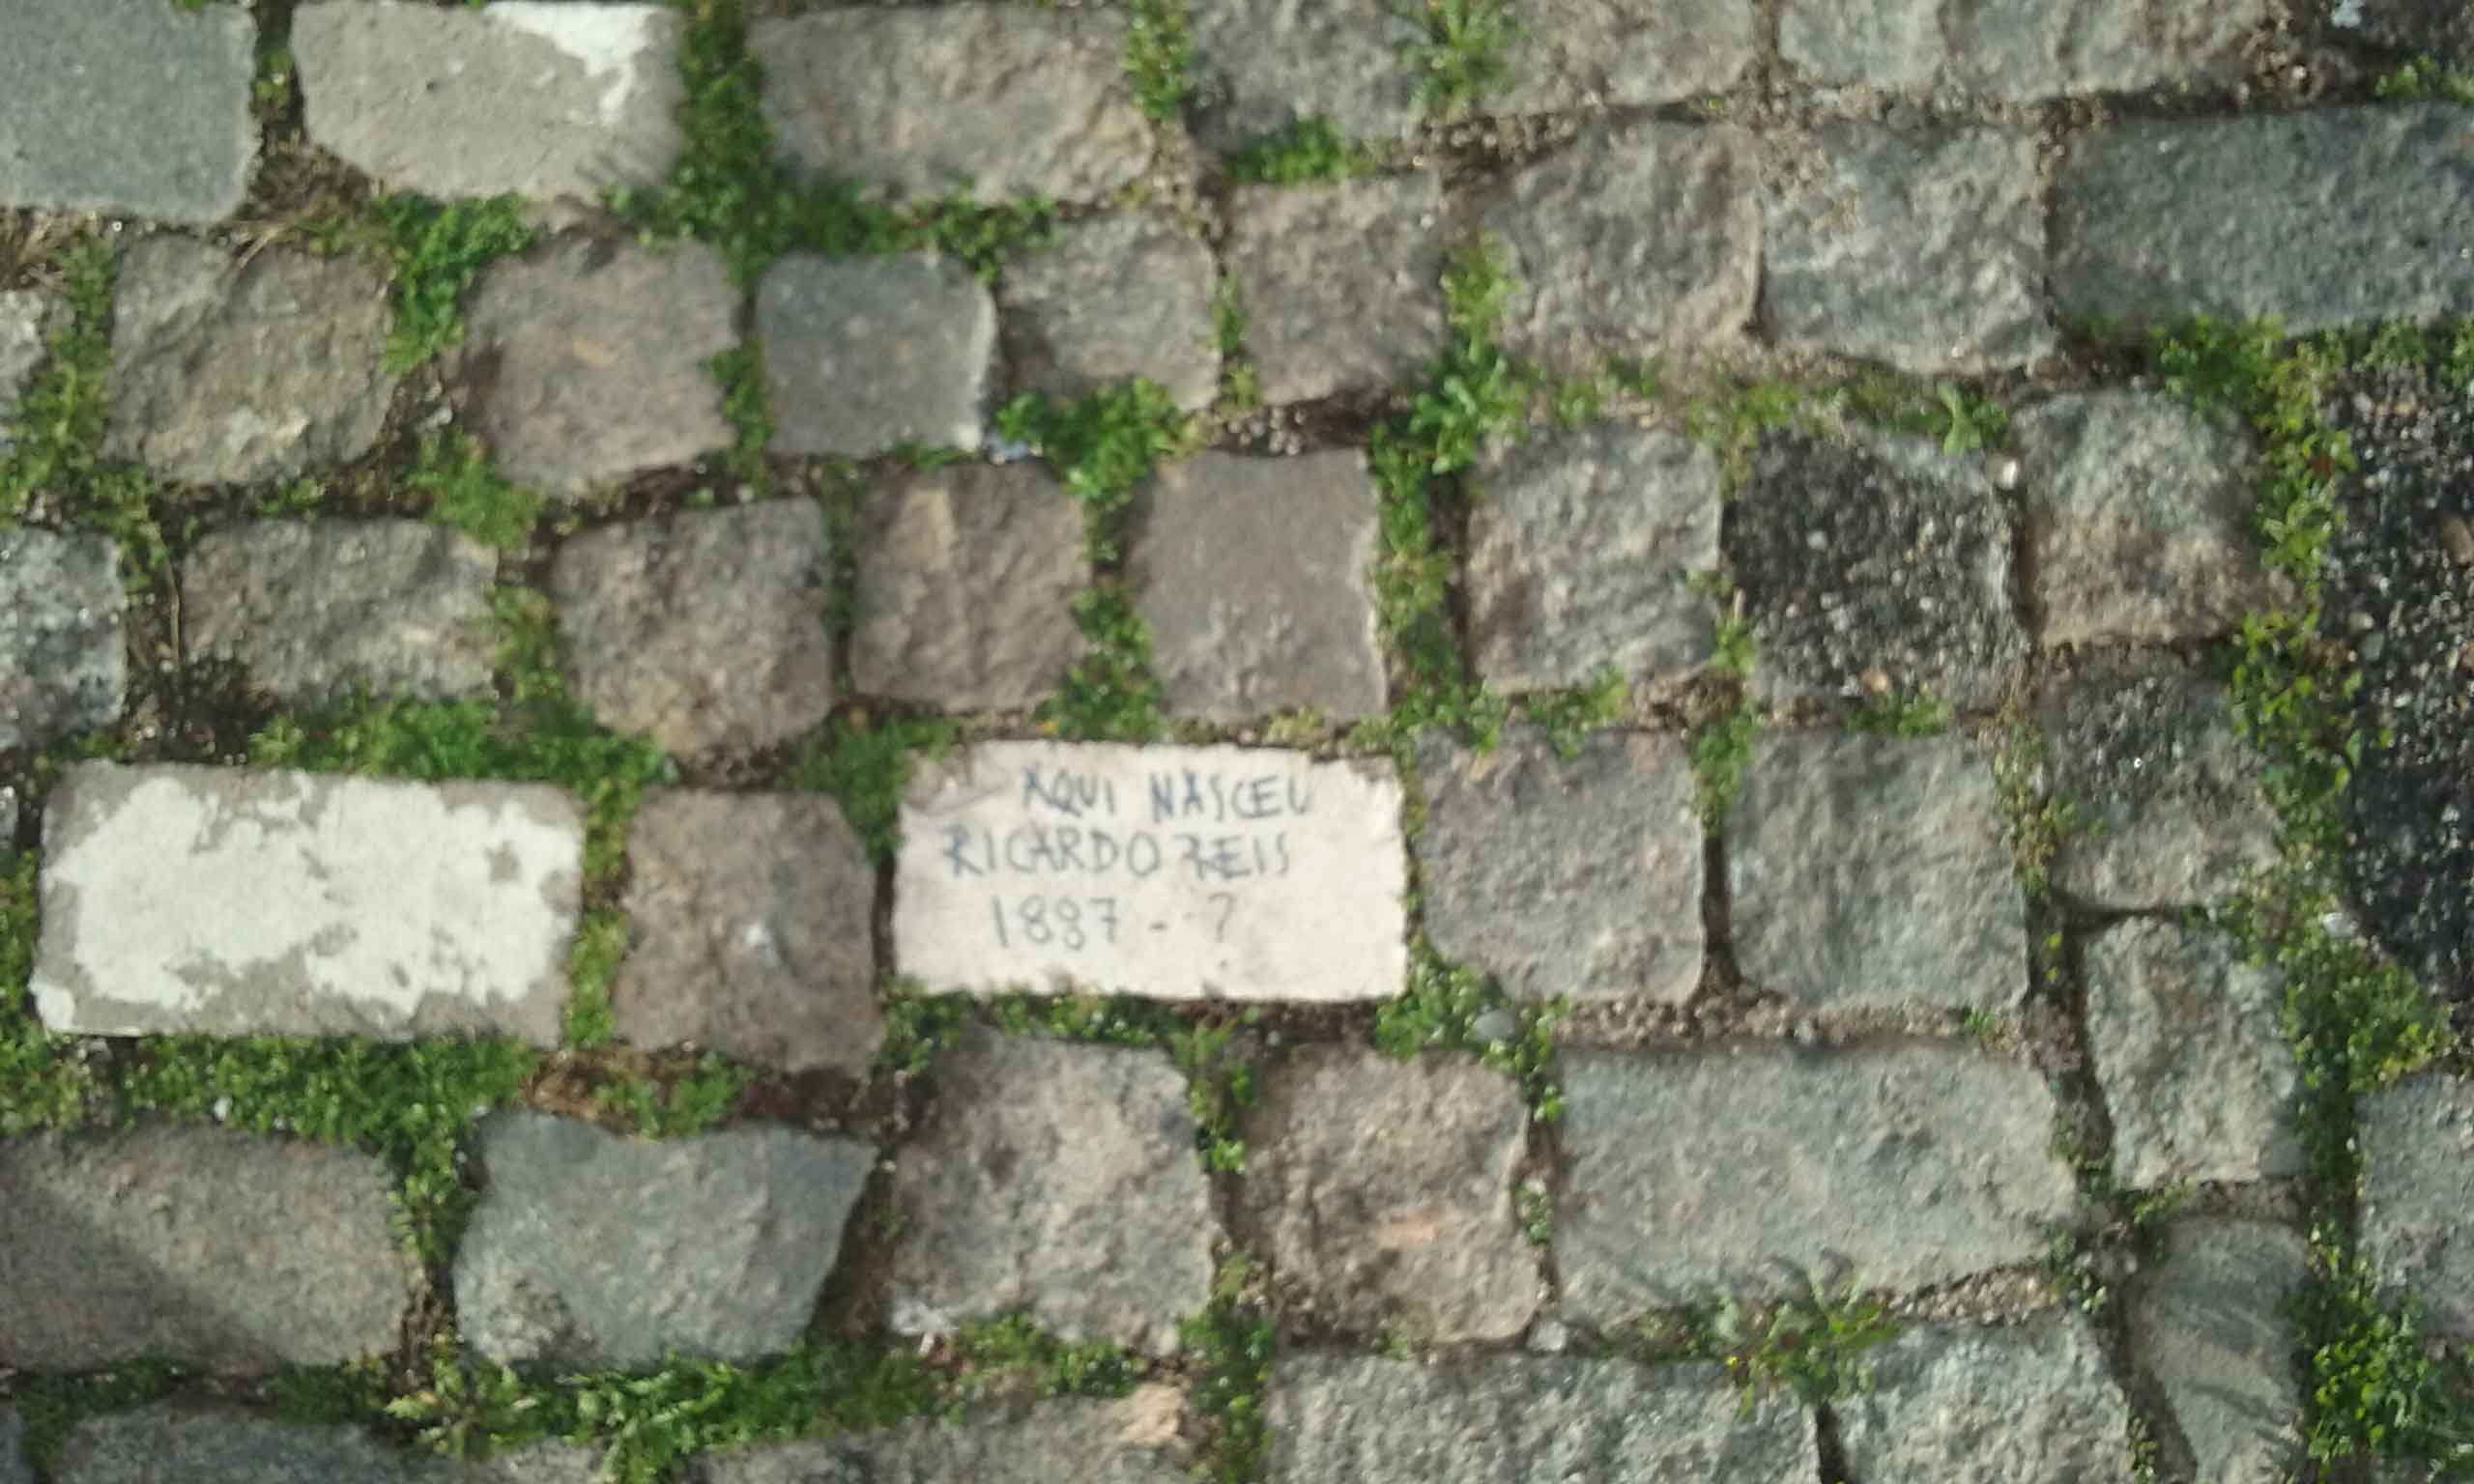 AQUI NASCEU
RICARDO REIS
1887 - ?